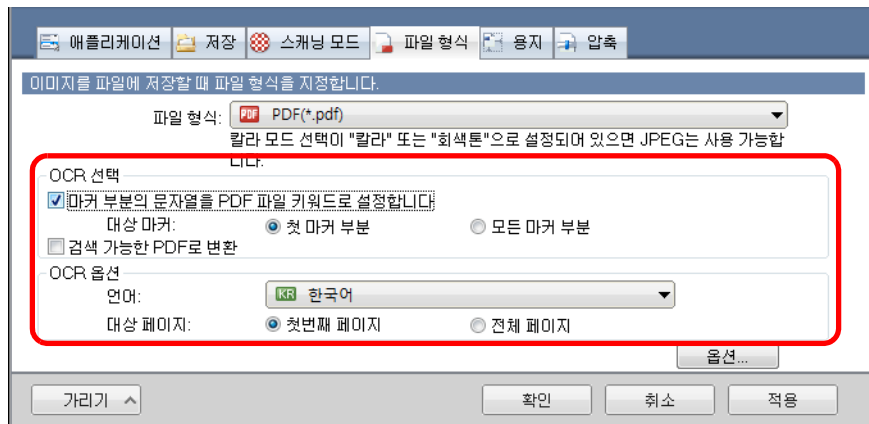 애플리케이션 저장 스캐닝 모드 파일 형식 용지 압축
이미지를 파일에 저장할 때 파일 형식을 지정합니다.
파일 형식: PDF PDF(*.pdf)
칼라 모드 선택이 "칼라" 또는 "회색톤"으로 설정되어 있으면 JPEG는 사용 가능합
니다.
OCR 선택
마커 부분의 문자열을 PDF 파일 키워드로 설정합니다
대상 마커: 첫 마커 부분 모든 마커 부분
검색 가능한 PDF로 변환
OCR 옵션
언어: KR 한국어
대상 페이지: 첫번째 페이지 전체 페이지
옵션...
가리기 확인 취소 적용